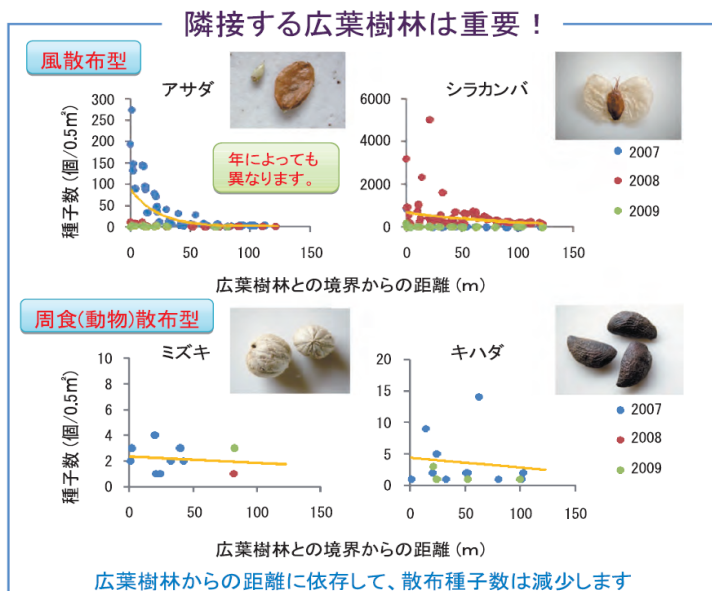 隣接する広葉樹林は重要！
風散布型
アサダ
シラカンバ
種子数(個/0.5㎡)
300
250
200
150
100
50
0
0 50 100 150
年によっても
異なります。
6000
4000
2000
0
0 50 100 150
2007
2008
2009
広葉樹林との境界からの距離(m)
周食(動物)散布型
ミズキ
キハダ
種子数(個/0.5㎡)
10
8
6
4
2
0
0 50 100 150
20
15
10
5
0
0 50 100 150
2007
2008
2009
広葉樹林との境界からの距離(m)
広葉樹林からの距離に依存して、散布種子数は減少します